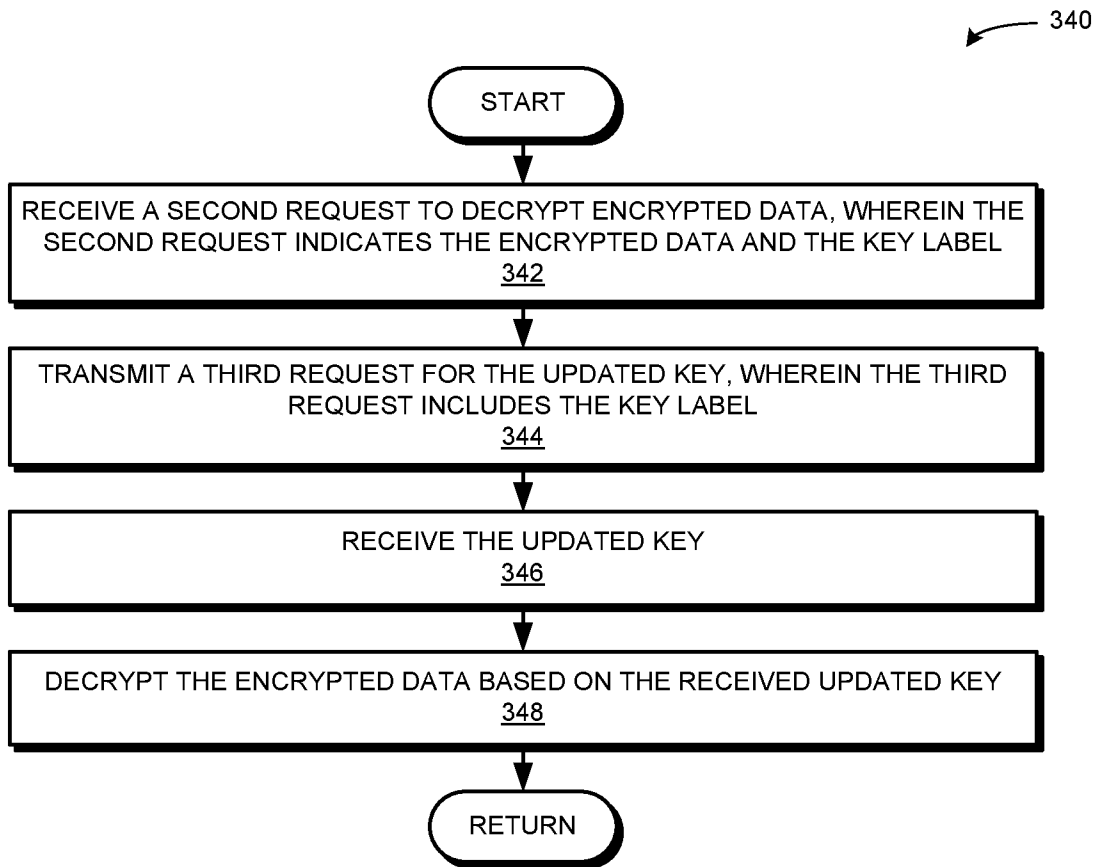 340
START
RECEIVE A SECOND REQUEST TO DECRYPT ENCRYPTED DATA, WHEREIN THE
SECOND REQUEST INDICATES THE ENCRYPTED DATA AND THE KEY LABEL
342
TRANSMIT A THIRD REQUEST FOR THE UPDATED KEY, WHEREIN THE THIRD
REQUEST INCLUDES THE KEY LABEL
344
RECEIVE THE UPDATED KEY
346
DECRYPT THE ENCRYPTED DATA BASED ON THE RECEIVED UPDATED KEY
348
RETURN